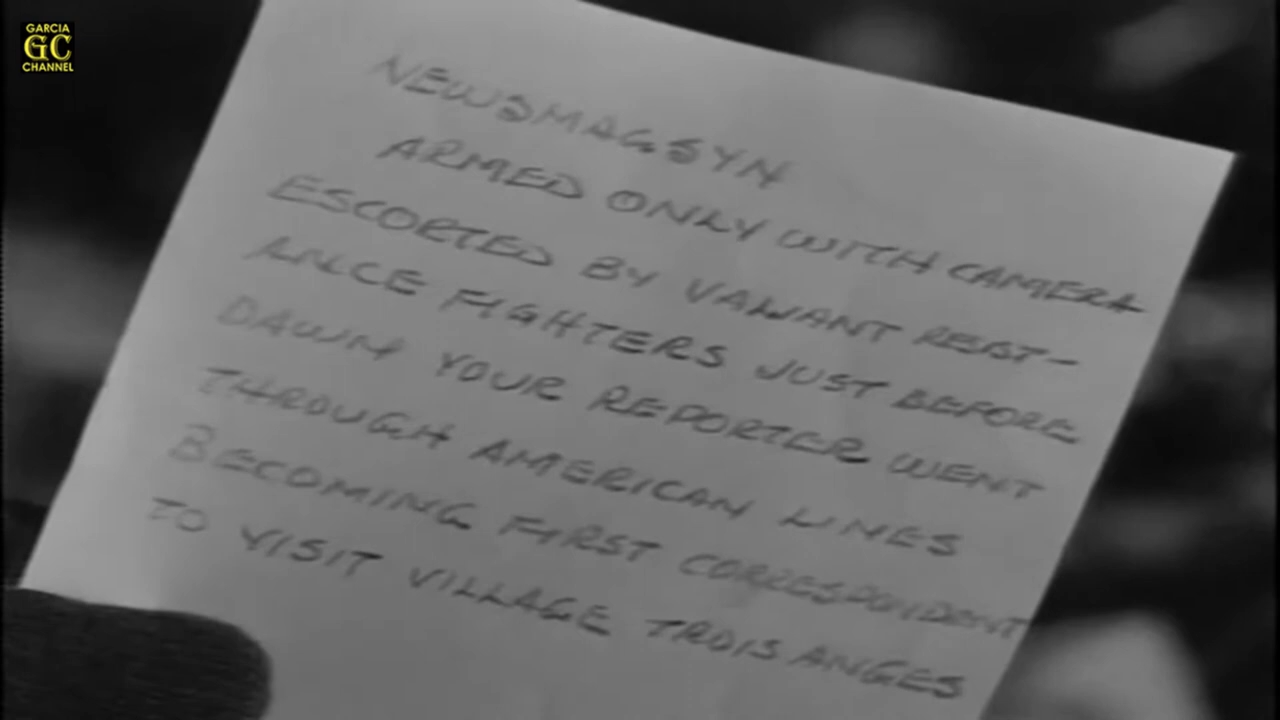 GARCIA
GC
CHANNEL
NEWSMAGSYN
ARMED ONLY WITH CAMERA
ESCORTED BY VALIANT RESIST-
ANCE FIGHTERS JUST BEFORE
DAWN YOUR REPORTER WENT
THROUGH AMERICAN LINES
BECOMING FIRST CORRESPONDENT
TO VISIT VILLAGE TROIS ANGES